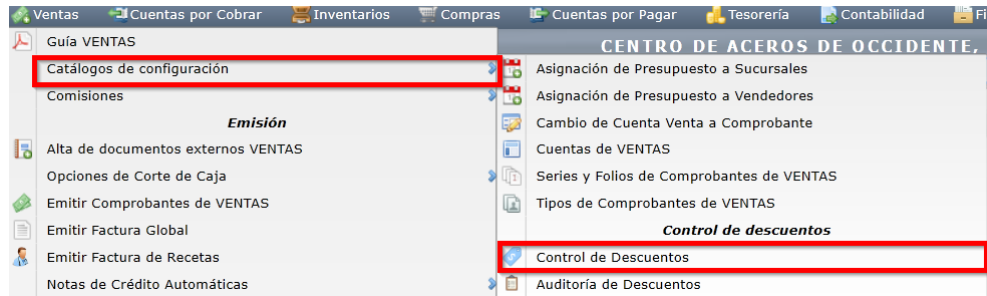 Ventas Cuentas por Cobrar Inventarios Compras Cuentas por Pagar Tesorería Contabilidad Fi
Guía VENTAS
CENTRO DE ACEROS DE OCCIDENTE,
Catálogos de configuración
Asignación de Presupuesto a Sucursales
Comisiones
Asignación de Presupuesto a Vendedores
Emisión
Cambio de Cuenta Venta a Comprobante
Alta de documentos externos VENTAS
Cuentas de VENTAS
Opciones de Corte de Caja
Series y Folios de Comprobantes de VENTAS
Emitir Comprobantes de VENTAS
Tipos de Comprobantes de VENTAS
Emitir Factura Global
Control de descuentos
Emitir Factura de Recetas
Control de Descuentos
Notas de Crédito Automáticas
Auditoría de Descuentos